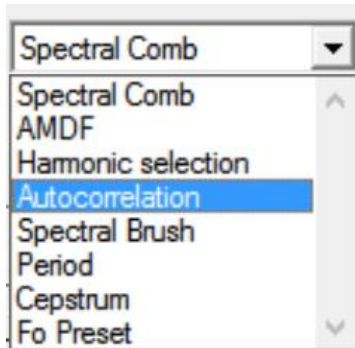 Spectral Comb
Spectral Comb
AMDF
Harmonic selection
Autocorrelation
Spectral Brush
Period
Cepstrum
Fo Preset